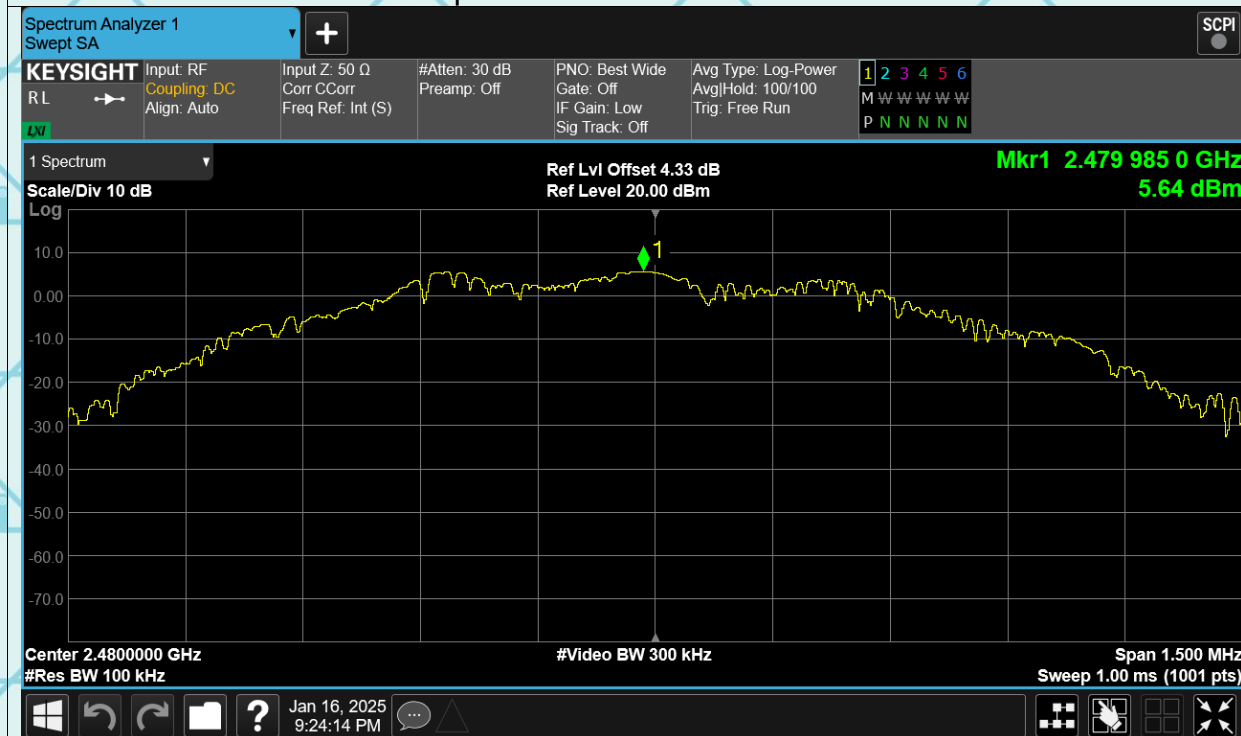 Spectrum Analyzer 1
Swept SA
+
SCPI
KEYSIGHT
R L
LXI
Input: RF
Coupling: DC
Align: Auto
Input Z: 50 Ω
Corr CCorr
Freq Ref: Int (S)
#Atten: 30 dB
Preamp: Off
PNO: Best Wide
Gate: Off
IF Gain: Low
Sig Track: Off
Avg Type: Log-Power
Avg|Hold: 100/100
Trig: Free Run
1 2 3 4 5 6
M W W W W W
P N N N N N
1 Spectrum
Scale/Div 10 dB
Log
Ref Lvl Offset 4.33 dB
Ref Level 20.00 dBm
Mkr1 2.479 985 0 GHz
5.64 dBm
1
10.0
0.00
-10.0
-20.0
-30.0
-40.0
-50.0
-60.0
-70.0
Center 2.4800000 GHz
#Res BW 100 kHz
#Video BW 300 kHz
Span 1.500 MHz
Sweep 1.00 ms (1001 pts)
?
Jan 16, 2025
9:24:14 PM